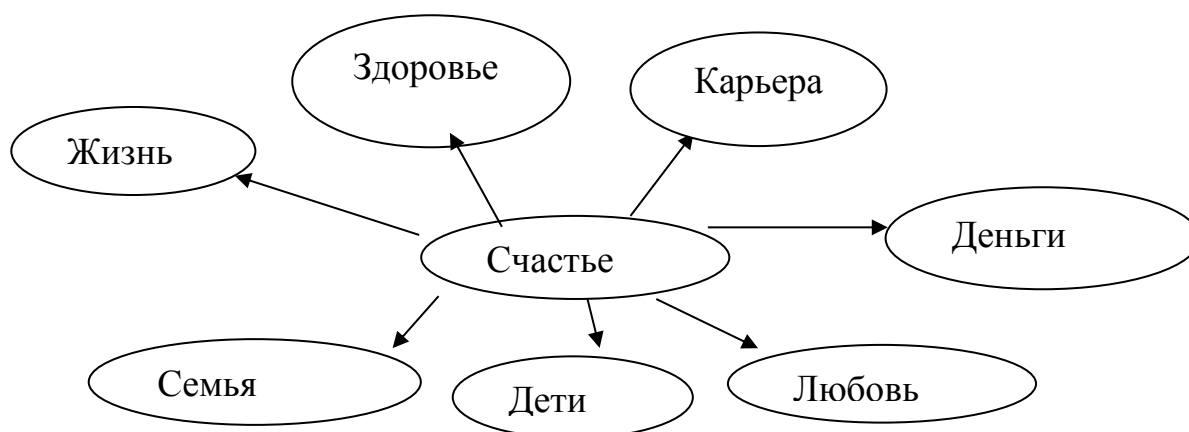 Здоровье
Карьера
Жизнь
Деньги
Счастье
Семья
Дети
Любовь